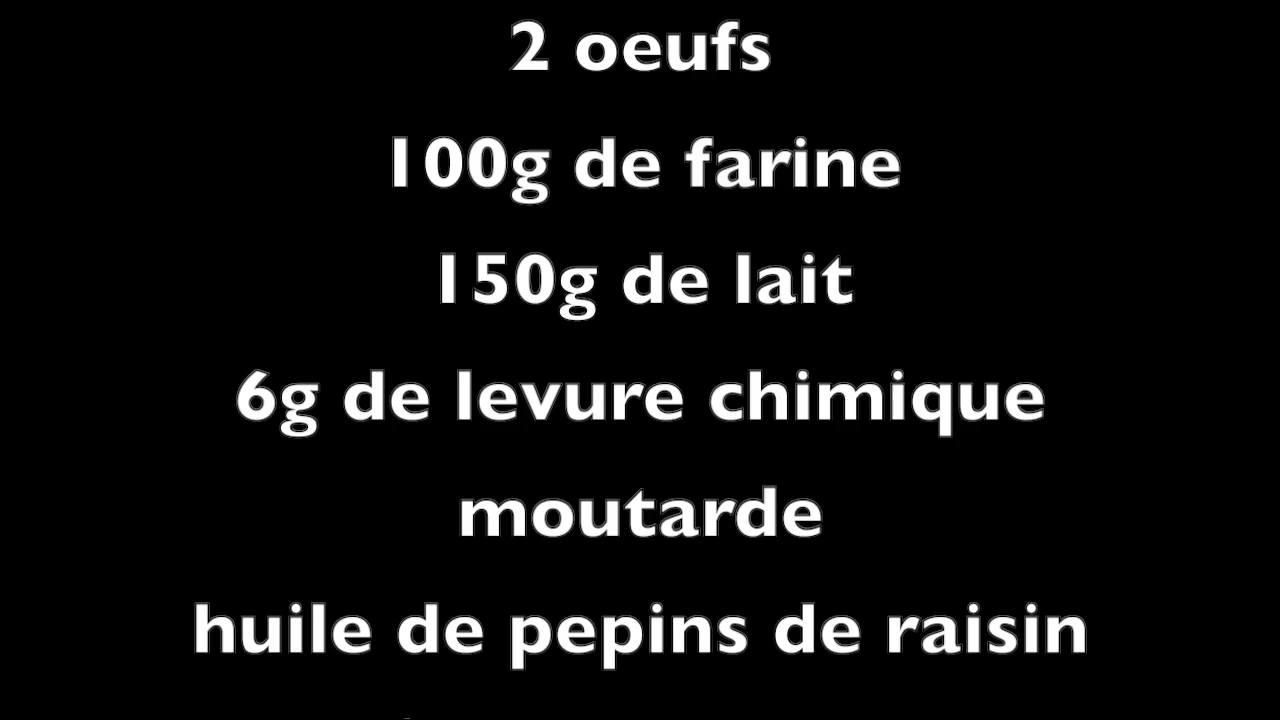 2 oeufs
100g de farine
150g de lait
6g de levure chimique
moutarde
huile de pepins de raisin